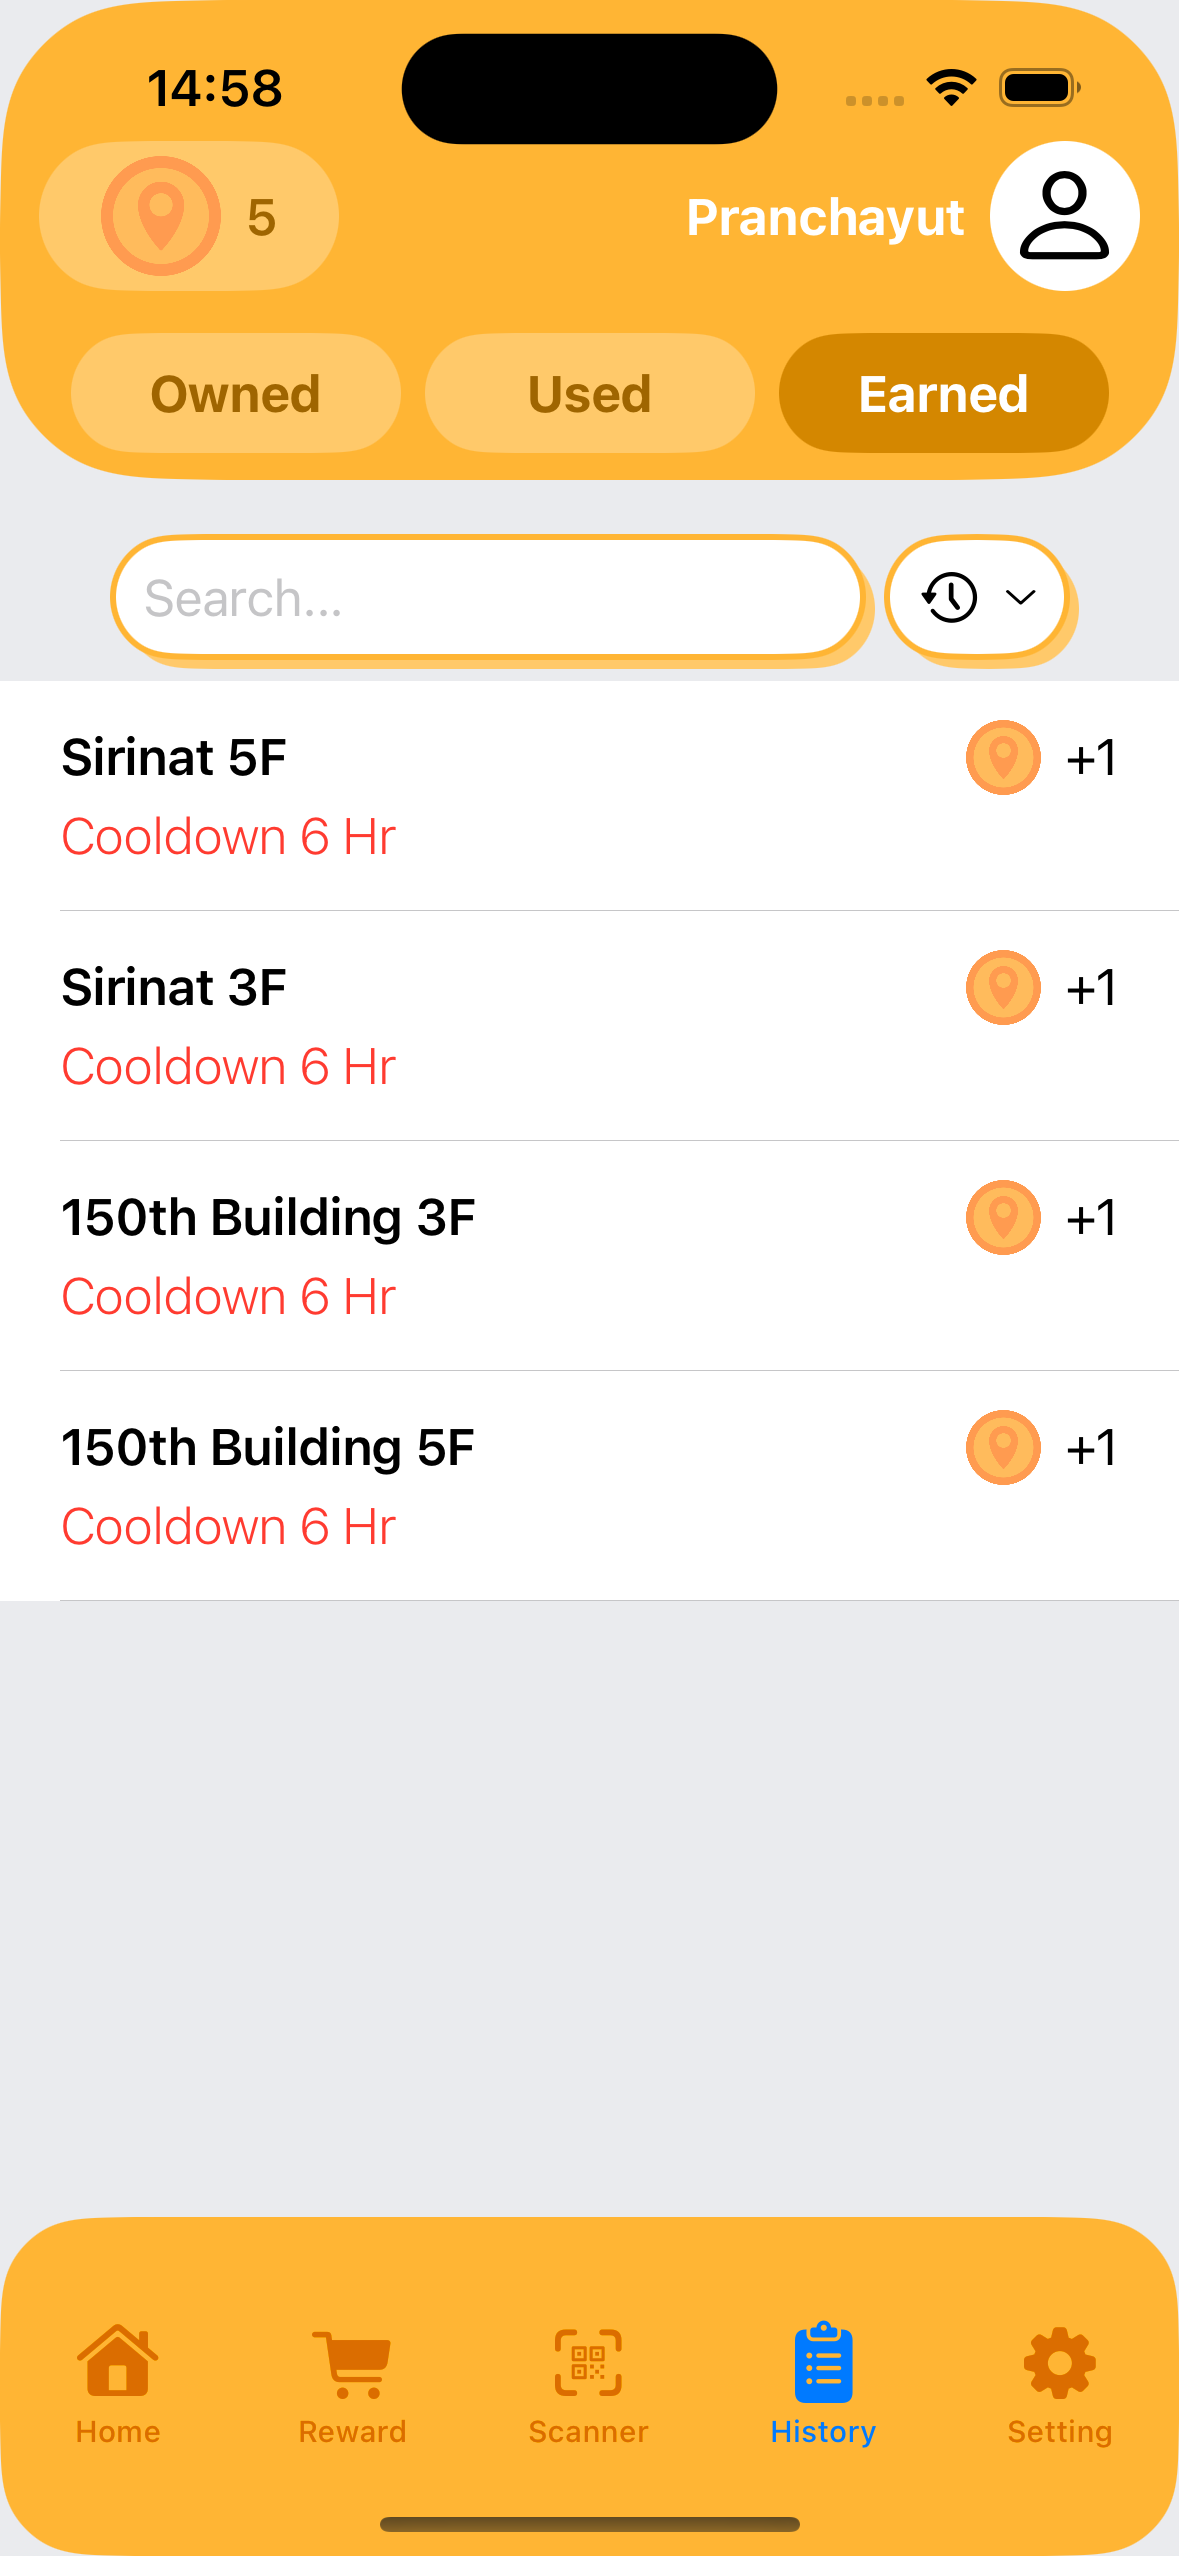 14:58
5
Pranchayut
Owned
Used
Earned
Search...
Sirinat 5F
+1
Cooldown 6 Hr
Sirinat 3F
+1
Cooldown 6 Hr
150th Building 3F
+1
Cooldown 6 Hr
150th Building 5F
+1
Cooldown 6 Hr
Home
Reward
Scanner
History
Setting